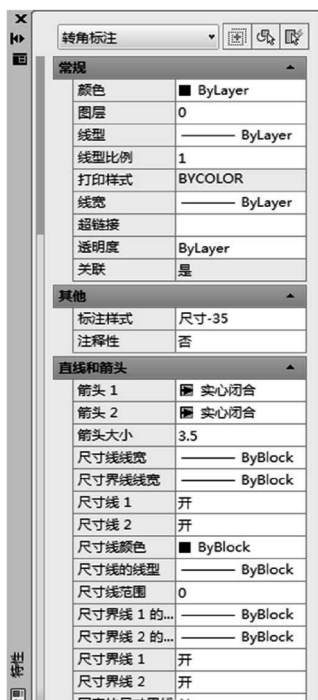 转角标注
常规
颜色 ByLayer
图层 0
线型 ByLayer
线型比例 1
打印样式 BYCOLOR
线宽 ByLayer
超链接
透明度 ByLayer
关联 是
其他
标注样式 尺寸-35
注释性 否
直线和箭头
箭头 1 实心闭合
箭头 2 实心闭合
箭头大小 3.5
尺寸线线宽 ByBlock
尺寸界线线宽 ByBlock
尺寸线 1 开
尺寸线 2 开
尺寸线颜色 ByBlock
尺寸线的线型 ByBlock
尺寸线范围 0
尺寸界线 1 的... ByBlock
尺寸界线 2 的... ByBlock
尺寸界线 1 开
尺寸界线 2 开
特性